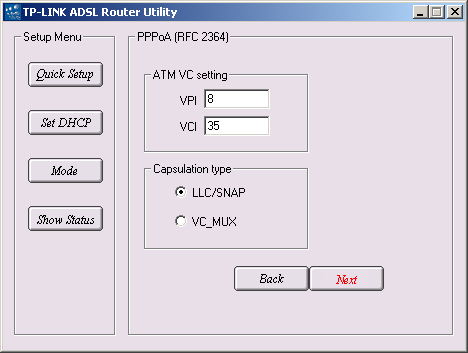 TP-LINK ADSL Router Utility
Setup Menu
Quick Setup
Set DHCP
Mode
Show Status
PPPoA (RFC 2364)
ATM VC setting
VPI 8
VCI 35
Capsulation type
LLC/SNAP
VC_MUX
Back Next